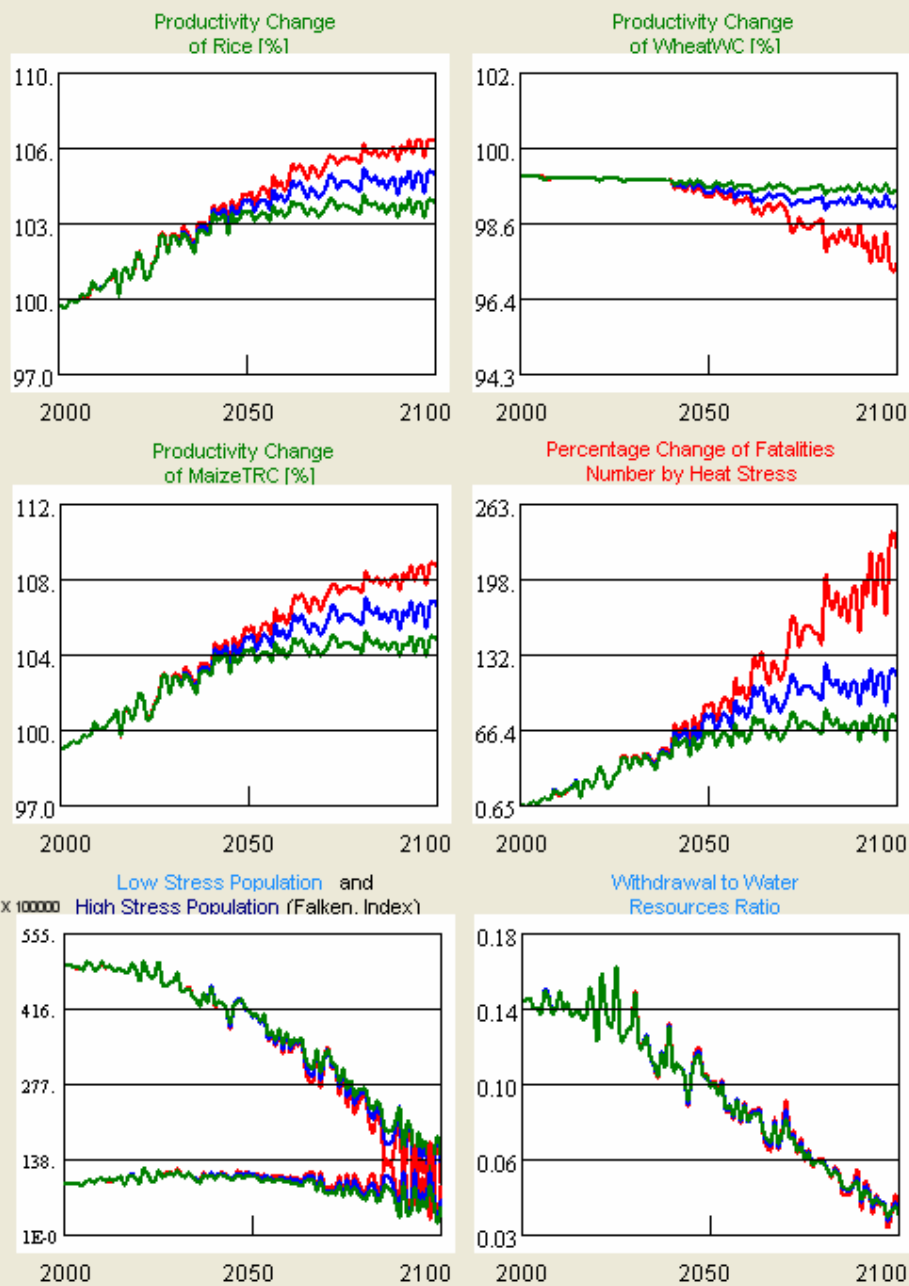 Productivity Change
of Rice [%]
110.
106.
103.
100.
97.0
2000 2050 2100
Productivity Change
of WheatWC [%]
102.
100.
98.6
96.4
94.3
2000 2050 2100
Productivity Change
of MaizeTRC [%]
112.
108.
104.
100.
97.0
2000 2050 2100
Percentage Change of Fatalities
Number by Heat Stress
263.
198.
132.
66.4
0.65
2000 2050 2100
Low Stress Population and
X 100000 High Stress Population (Falken. Index)
555.
416.
277.
138.
1E-0
2000 2050 2100
Withdrawal to Water
Resources Ratio
0.18
0.14
0.10
0.06
0.03
2000 2050 2100